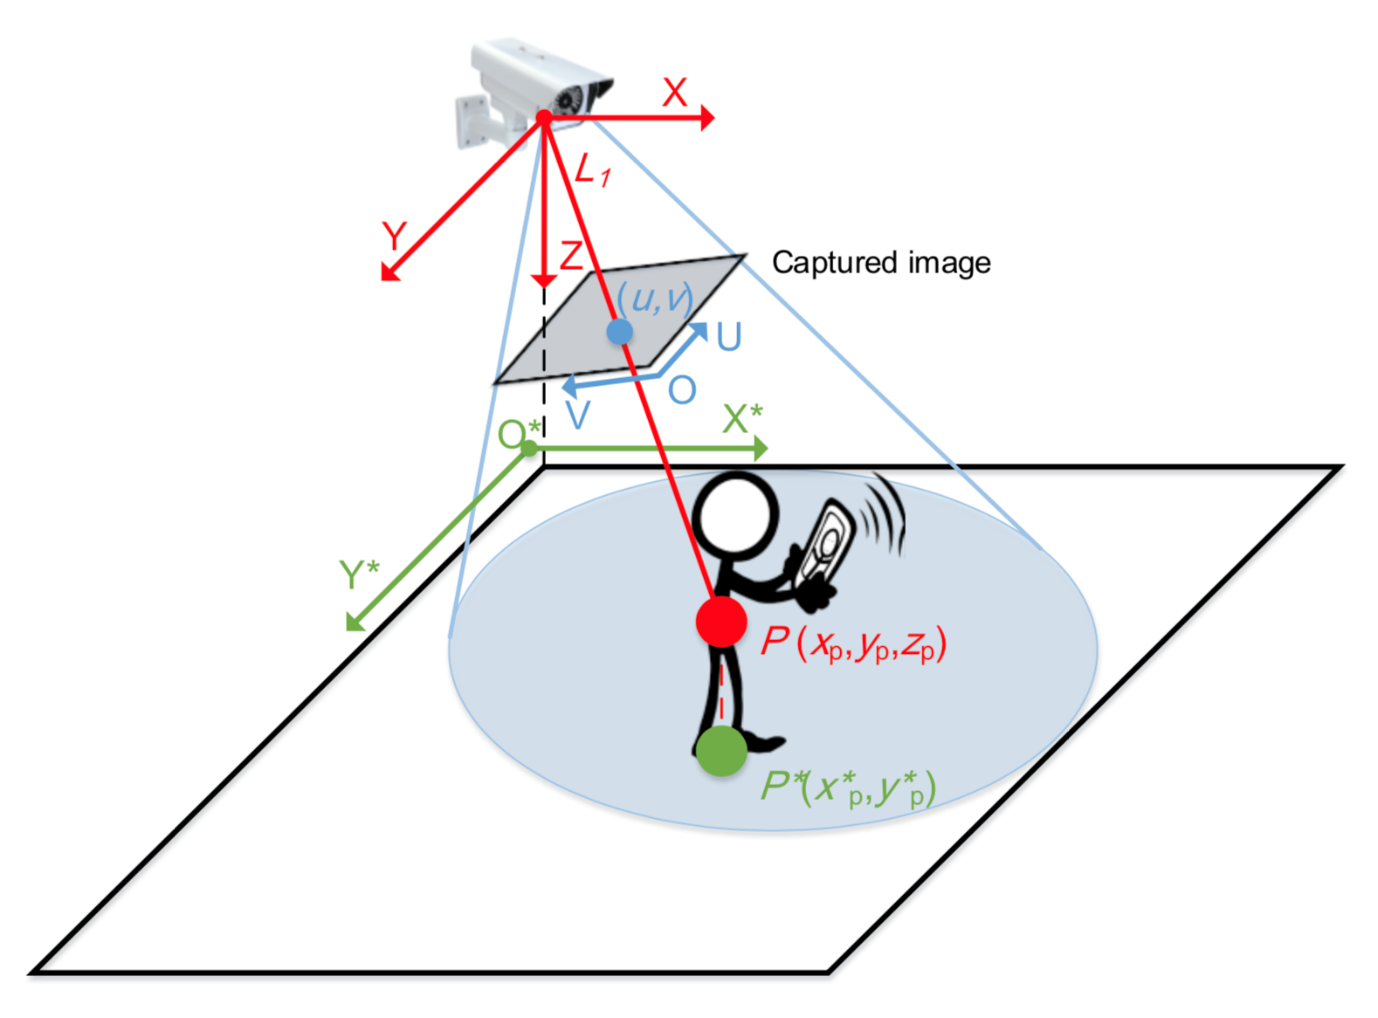 X
L₁
Y
Z
Captured image
(u,v)
U
O
V
X*
O*
Y*
P (xₚ,yₚ,zₚ)
P*(x*ₚ,y*ₚ)